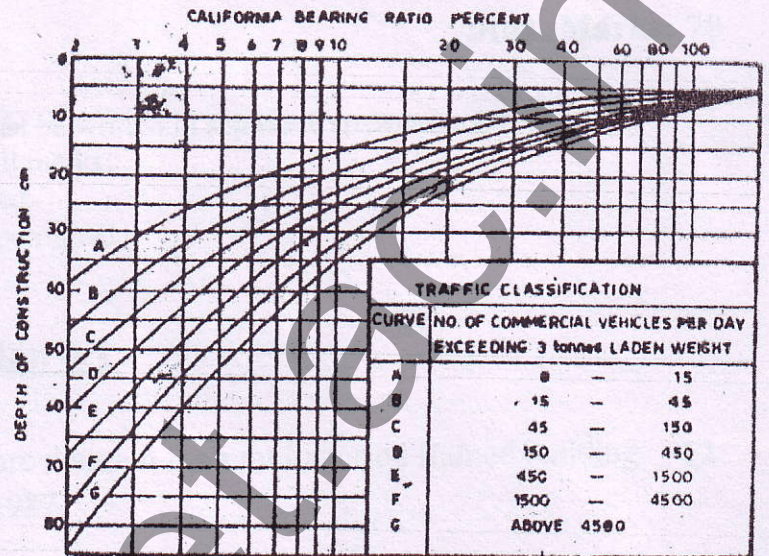 CALIFORNIA BEARING RATIO PERCENT
2 3 4 5 6 7 8 9 10 20 30 40 60 80 100
0
10
20
30
40
50
60
70
80
DEPTH OF CONSTRUCTION cm
A
B
C
D
E
G
TRAFFIC CLASSIFICATION
CURVE NO. OF COMMERCIAL VEHICLES PER DAY
EXCEEDING 3 tonnes LADEN WEIGHT
A 0 — 15
B 15 — 45
C 45 — 150
D 150 — 450
E 450 — 1500
F 1500 — 4500
G ABOVE 4500
et.ac.in